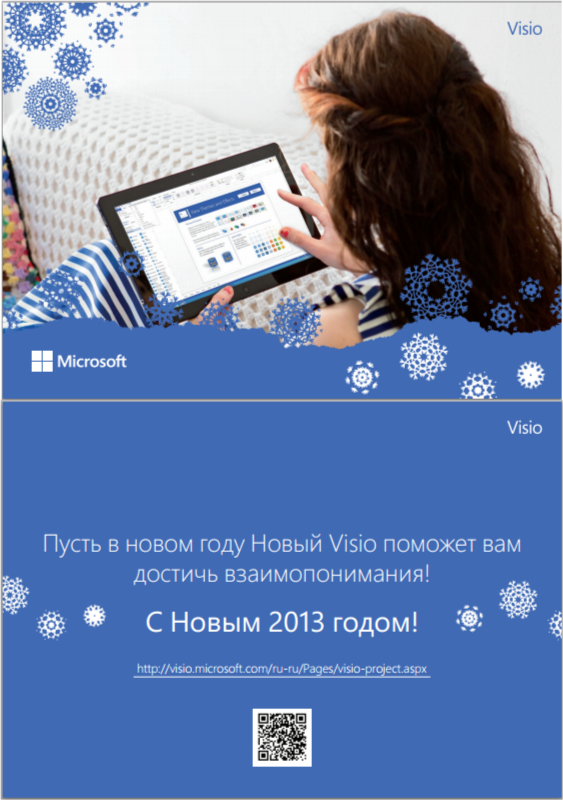 Visio
Microsoft
Visio
Пусть в новом году Новый Visio поможет вам
достичь взаимопонимания!
С Новым 2013 годом!
http://visio.microsoft.com/ru-ru/Pages/visio-project.aspx